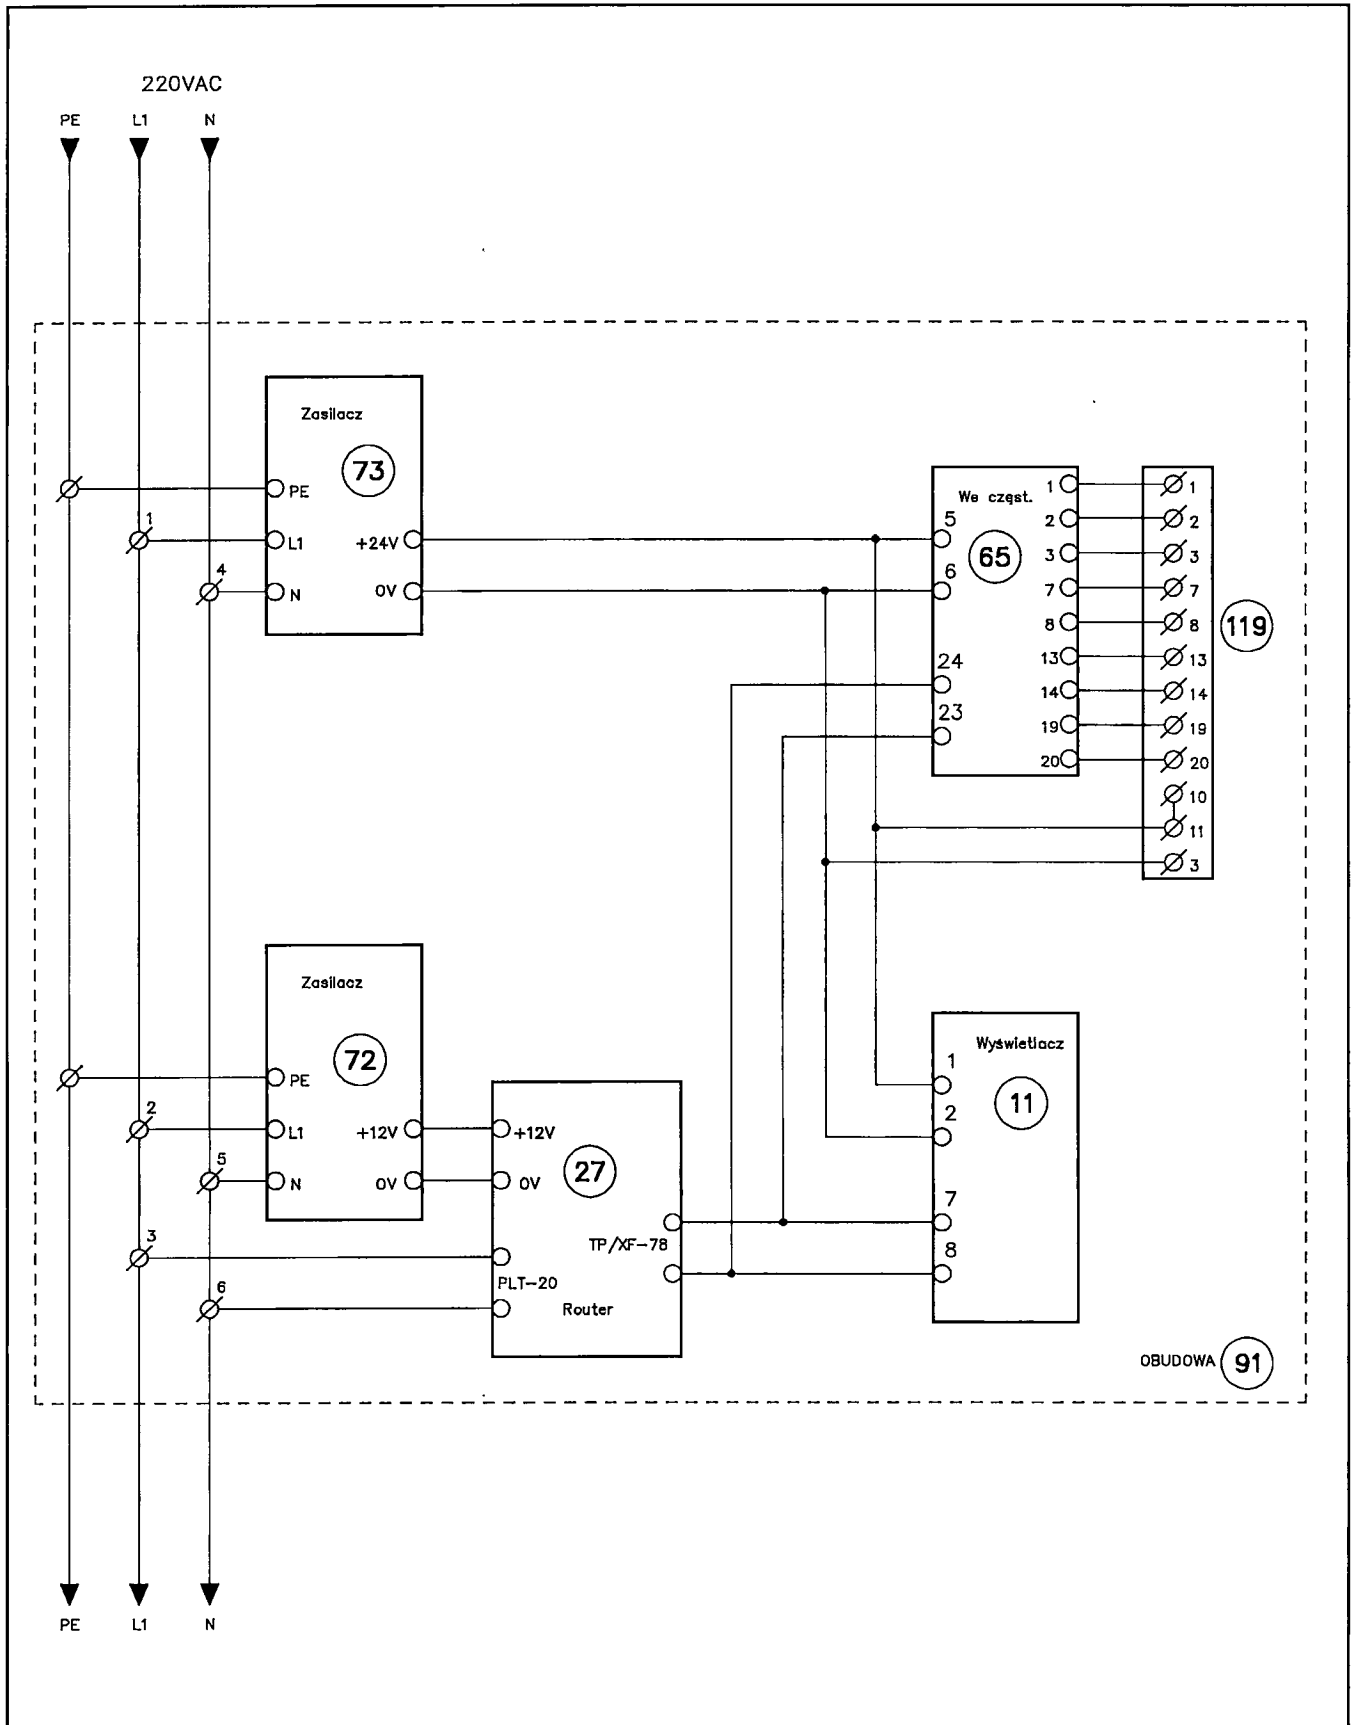 220VAC
PE L1 N
Zasilacz
73
PE
1
L1 +24V
4
N 0V
We częst.
65
5
6
24
23
1 1
2 2
3 3
7 7
8 8
13 13
14 14
19 19
20 20
10
11
3
119
Zasilacz
72
PE
2
L1 +12V
5
N 0V
3
6
+12V
27
0V
TP/XF-78
PLT-20
Router
Wyświetlacz
11
1
2
7
8
OBUDOWA 91
PE L1 N